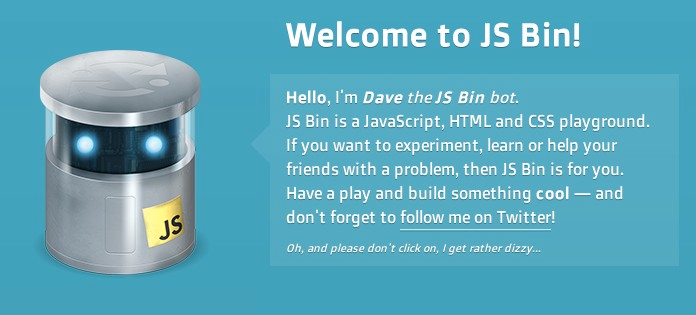 Welcome to JS Bin!
Hello, I'm Dave the JS Bin bot.
JS Bin is a JavaScript, HTML and CSS playground.
If you want to experiment, learn or help your
friends with a problem, then JS Bin is for you.
Have a play and build something cool — and
don't forget to follow me on Twitter!
Oh, and please don't click on, I get rather dizzy...
JS